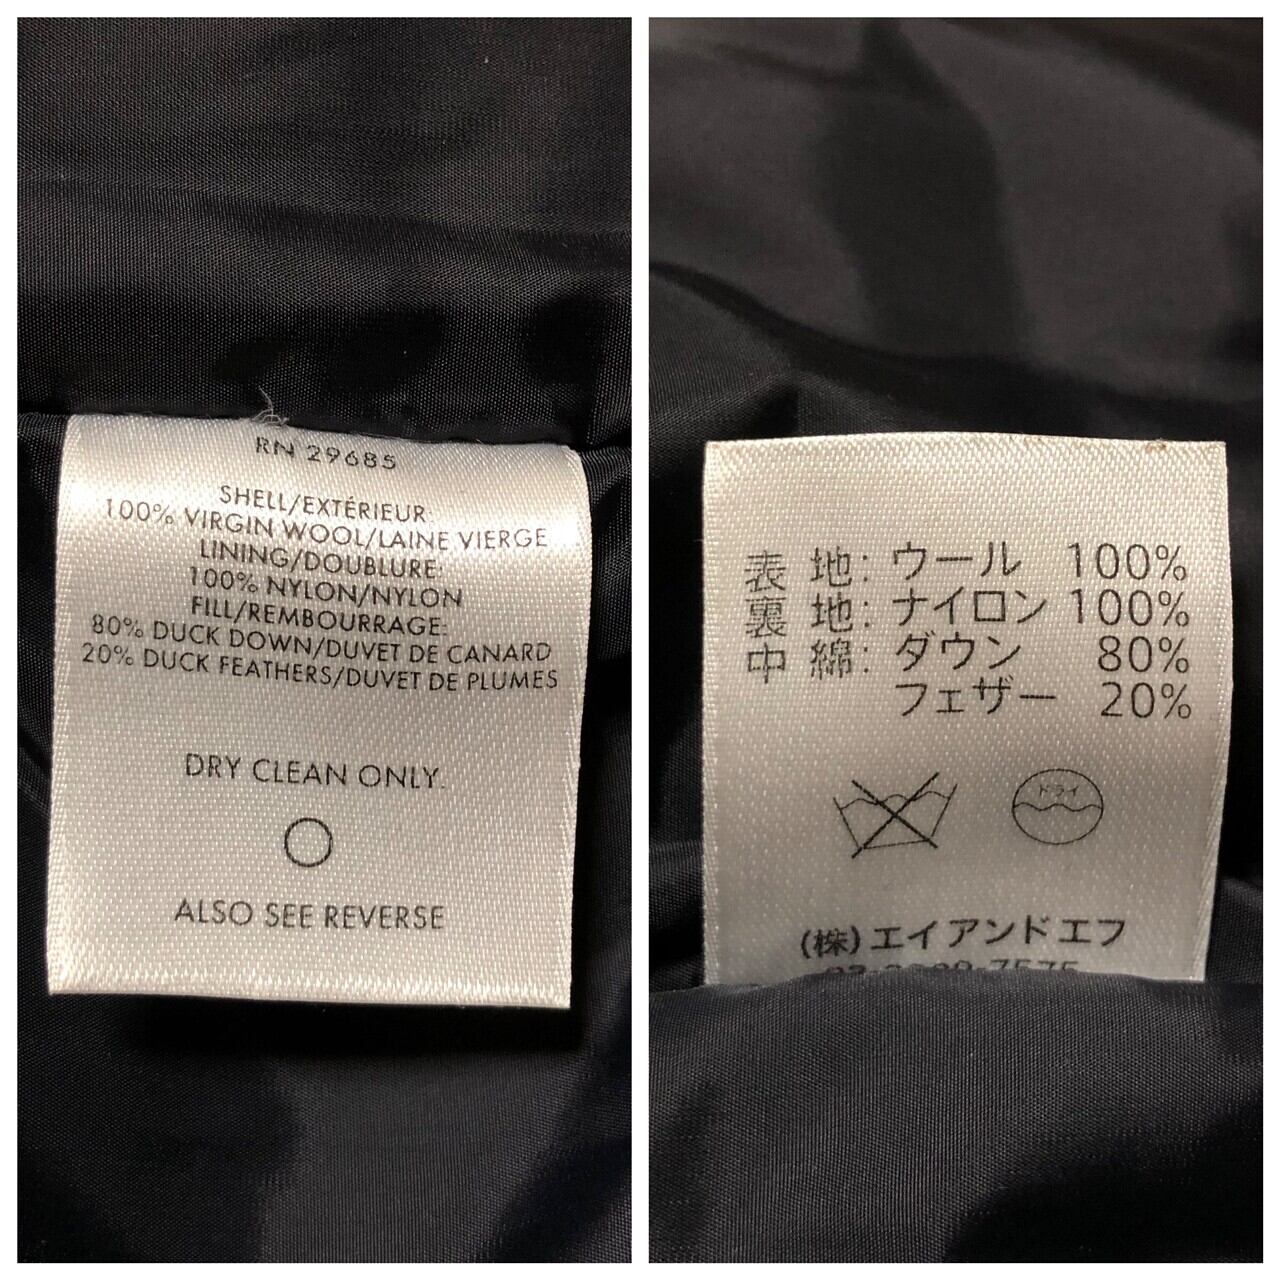 RN 29685
SHELL/EXTÉRIEUR:
100% VIRGIN WOOL/LAINE VIERGE
LINING/DOUBLURE:
100% NYLON/NYLON
FILL/REMBOURRAGE:
80% DUCK DOWN/DUVET DE CANARD
20% DUCK FEATHERS/DUVET DE PLUMES
DRY CLEAN ONLY.
ALSO SEE REVERSE
表 地: ウール 100%
裏 地: ナイロン 100%
中 綿: ダウン 80%
フェザー 20%
ドライ
(株)エイアンドエフ